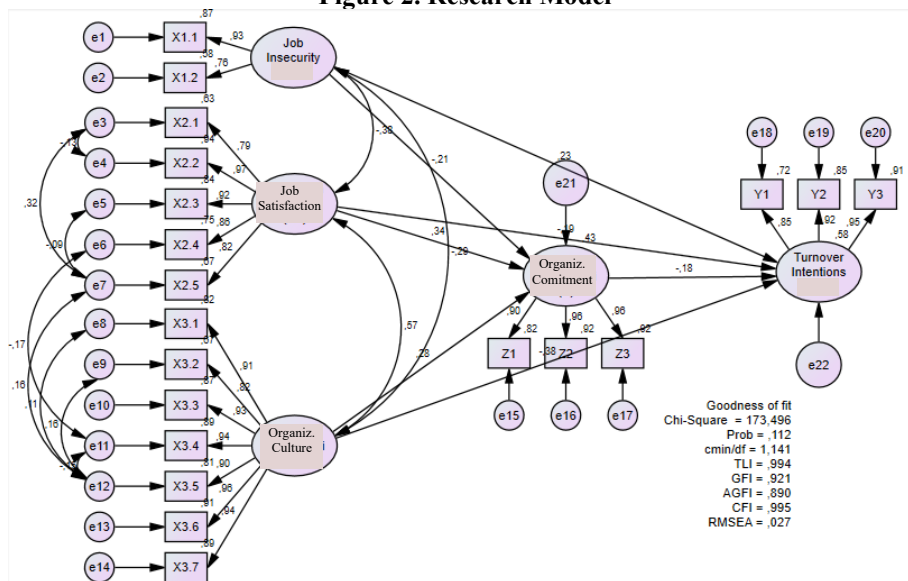 Figure 2. Research Model
e1
X1.1
,87
,93
Job
Insecurity
e2
X1.2
,58
,76
e3
X2.1
,63
,79
-,13
e4
X2.2
,94
,97
e5
X2.3
,84
,92
Job
Satisfaction
e6
X2.4
,75
,86
e7
X2.5
,67
,82
,32
-,09
e8
X3.1
,82
,91
e9
X3.2
,67
,82
e10
X3.3
,87
,93
e11
X3.4
,89
,94
Organiz.
Culture
e12
X3.5
,81
,90
e13
X3.6
,91
,96
e14
X3.7
,89
,94
-,17
,16
,11
,16
-,38
-,21
,23
,34
-,29
,43
,57
,28
-,38
-,18
e21
Organiz.
Comitment
,90
,96
,96
,82
,92
,92
Z1
Z2
Z3
e15
e16
e17
e18
e19
e20
,72
,85
,91
Y1
Y2
Y3
,85
,92
,95
,58
Turnover
Intentions
e22
Goodness of fit
Chi-Square = 173,496
Prob = ,112
cmin/df = 1,141
TLI = ,994
GFI = ,921
AGFI = ,890
CFI = ,995
RMSEA = ,027